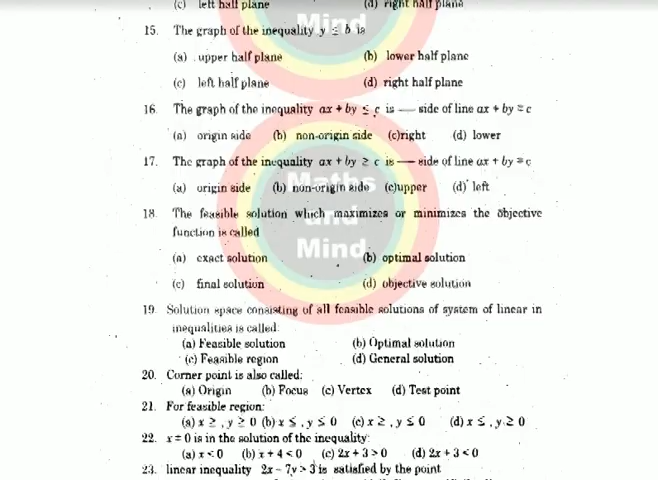 (c) left half plane (d) right half plane
15. The graph of the inequality y ≤ b is
(a) upper half plane (b) lower half plane
(c) left half plane (d) right half plane
16. The graph of the inequality ax + by ≤ c is — side of line ax + by = c
(a) origin side (b) non-origin side (c)right (d) lower
17. The graph of the inequality ax + by ≥ c is — side of line ax + by = c
(a) origin side (b) non-origin side (c)upper (d) left
18. The feasible solution which maximizes or minimizes the objective
function is called
(a) exact solution (b) optimal solution
(c) final solution (d) objective solution
19. Solution space consisting of all feasible solutions of system of linear in
inequalities is called:
(a) Feasible solution (b) Optimal solution
(c) Feasible region (d) General solution
20. Corner point is also called:
(a) Origin (b) Focus (c) Vertex (d) Test point
21. For feasible region:
(a) x ≥ , y ≥ 0 (b) x ≤ , y ≤ 0 (c) x ≥ , y ≤ 0 (d) x ≤ , y ≥ 0
22. x = 0 is in the solution of the inequality:
(a) x < 0 (b) x + 4 < 0 (c) 2x + 3 > 0 (d) 2x + 3 < 0
23. linear inequality 2x - 7y > 3 is satisfied by the point
Mind
Maths
and
Mind